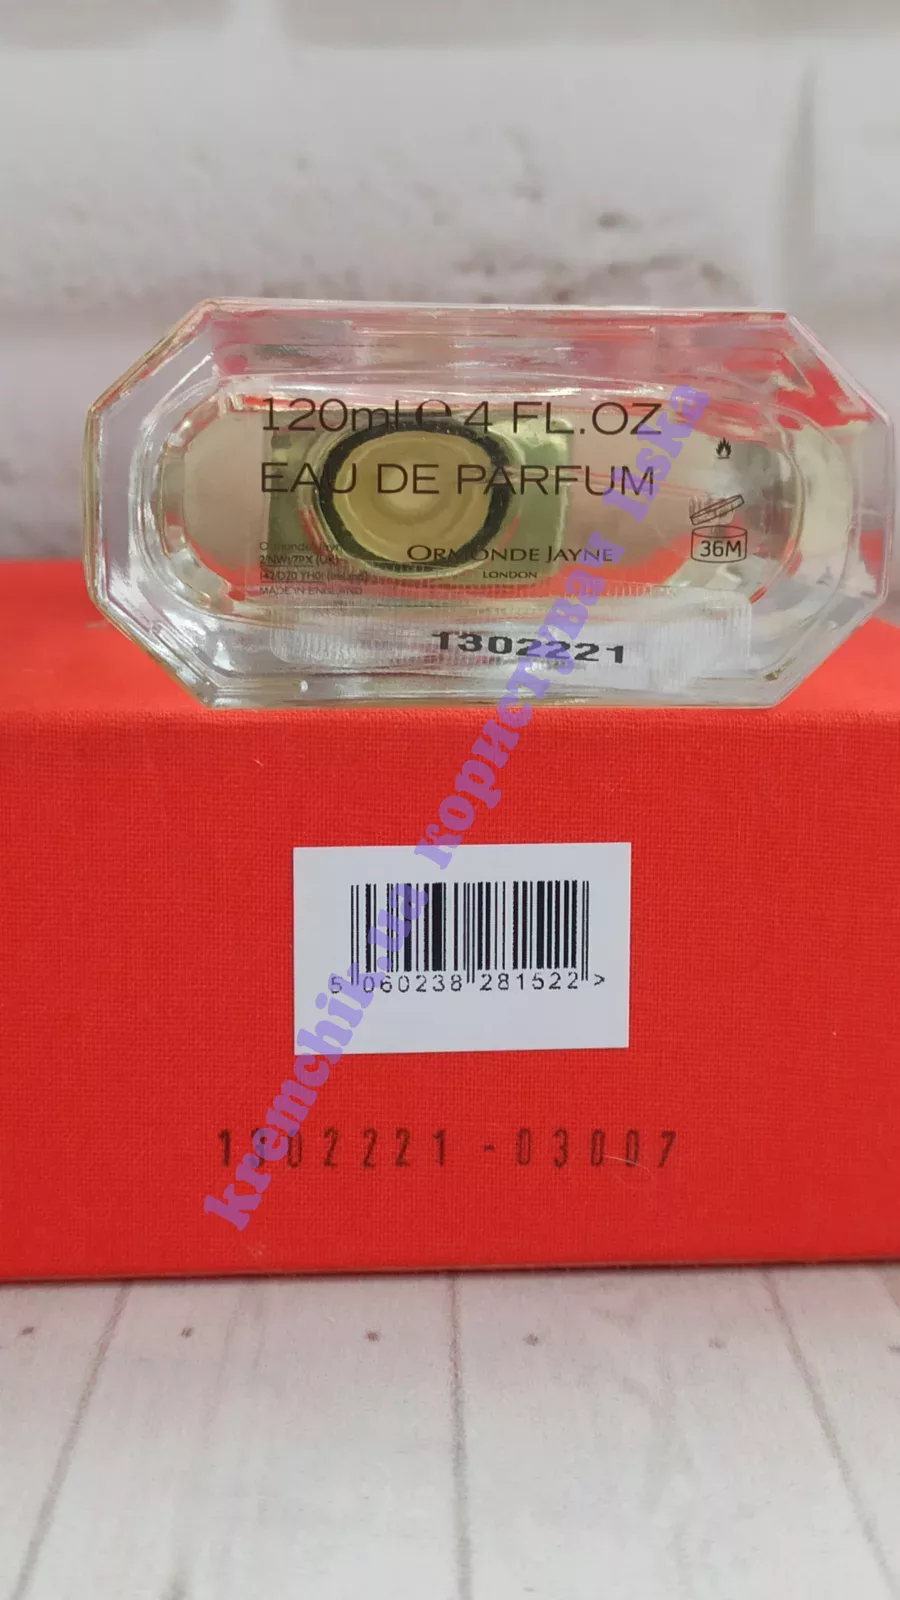 120ml ℮ 4 FL.OZ
EAU DE PARFUM
36M
ORMONDE JAYNE
LONDON
MADE IN ENGLAND
1302221
5 060238 281522 >
1302221 - 03007
kremchik.ua користувач Iska